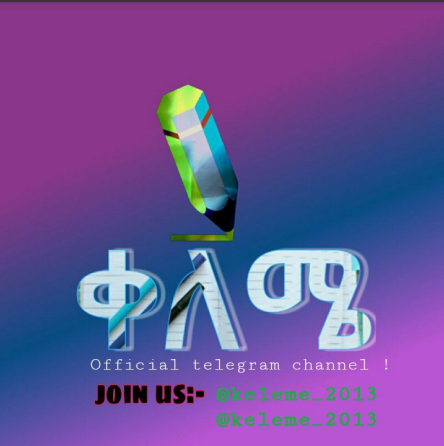 ቀለሜ
Official telegram channel !
JOIN US:- @keleme_2013
@keleme_2013